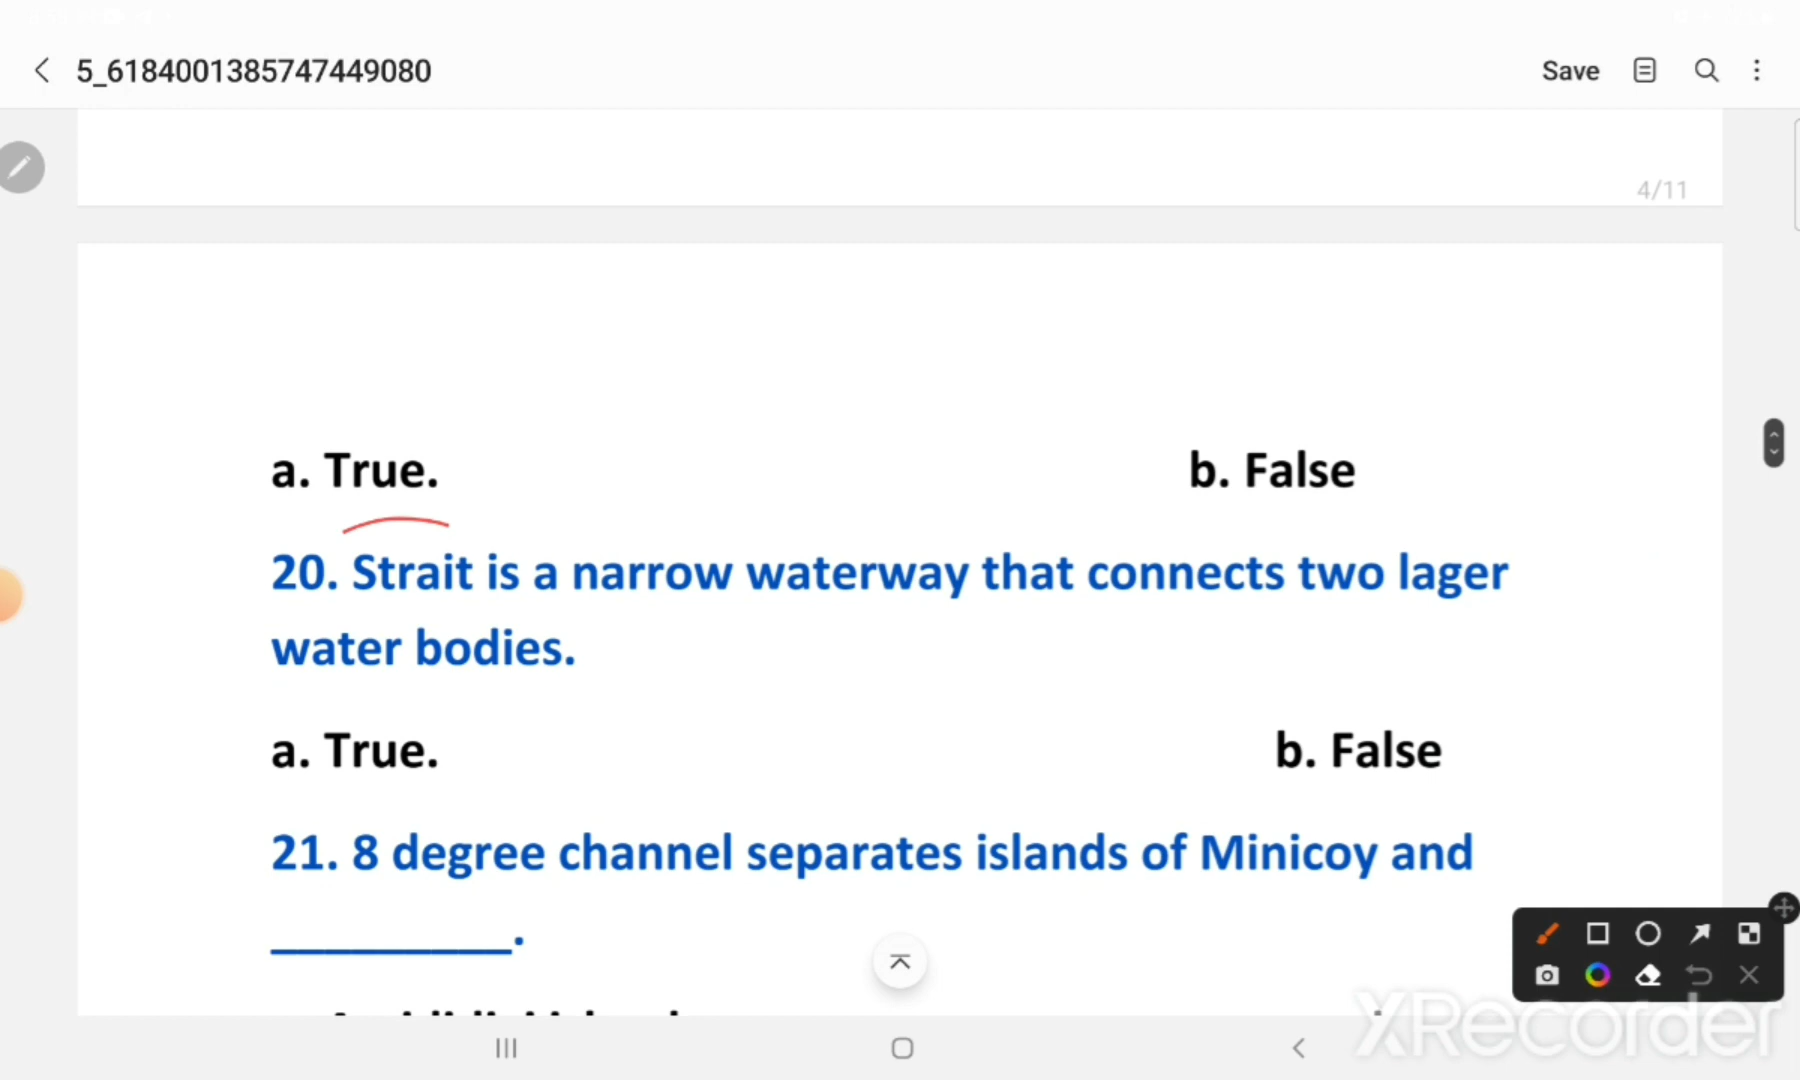 5_6184001385747449080
Save
4/11
a. True. b. False
20. Strait is a narrow waterway that connects two lager
water bodies.
a. True. b. False
21. 8 degree channel separates islands of Minicoy and
_________.
XRecorder